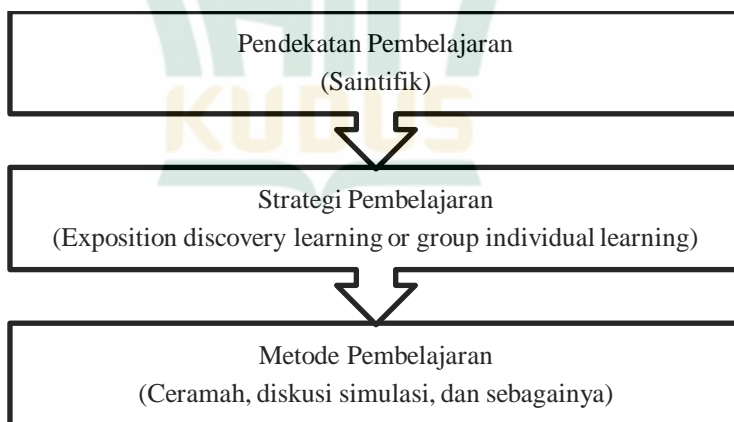 Pendekatan Pembelajaran
(Saintifik)
KUDUS
Strategi Pembelajaran
(Exposition discovery learning or group individual learning)
Metode Pembelajaran
(Ceramah, diskusi simulasi, dan sebagainya)